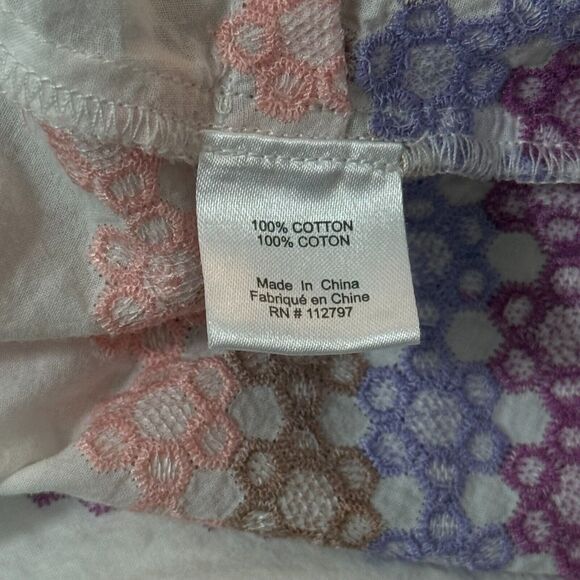 100% COTTON
100% COTON
Made In China
Fabriqué en Chine
RN # 112797